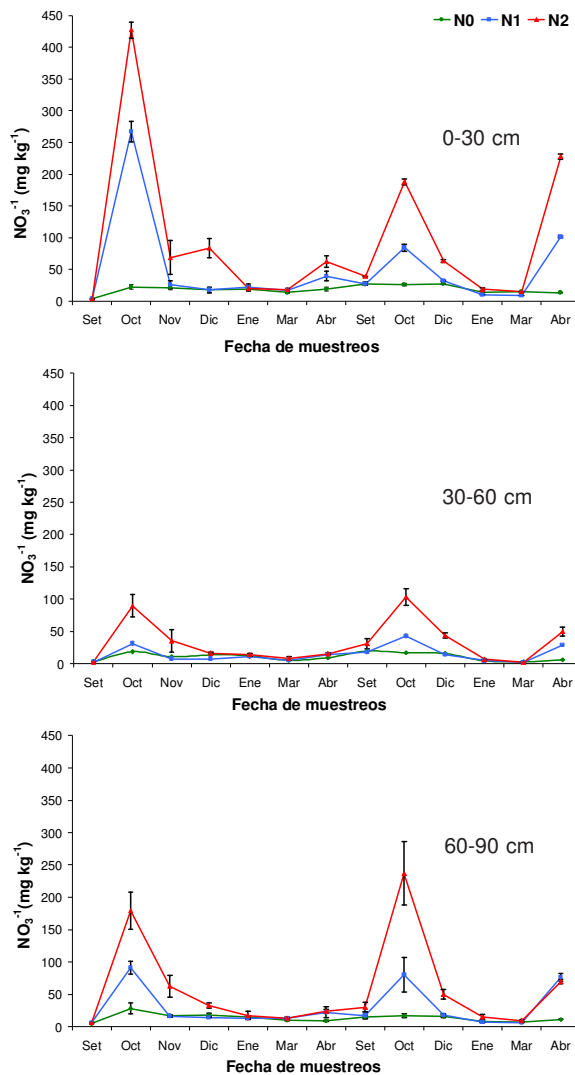 N0 N1 N2
450
400
350
300
250
200
150
100
50
0
NO₃⁻¹ (mg kg⁻¹)
0-30 cm
Set Oct Nov Dic Ene Mar Abr Set Oct Dic Ene Mar Abr
Fecha de muestreos
450
400
350
300
250
200
150
100
50
0
NO₃⁻¹ (mg kg⁻¹)
30-60 cm
Set Oct Nov Dic Ene Mar Abr Set Oct Dic Ene Mar Abr
Fecha de muestreos
450
400
350
300
250
200
150
100
50
0
NO₃⁻¹(mg kg⁻¹)
60-90 cm
Set Oct Nov Dic Ene Mar Abr Set Oct Dic Ene Mar Abr
Fecha de muestreos